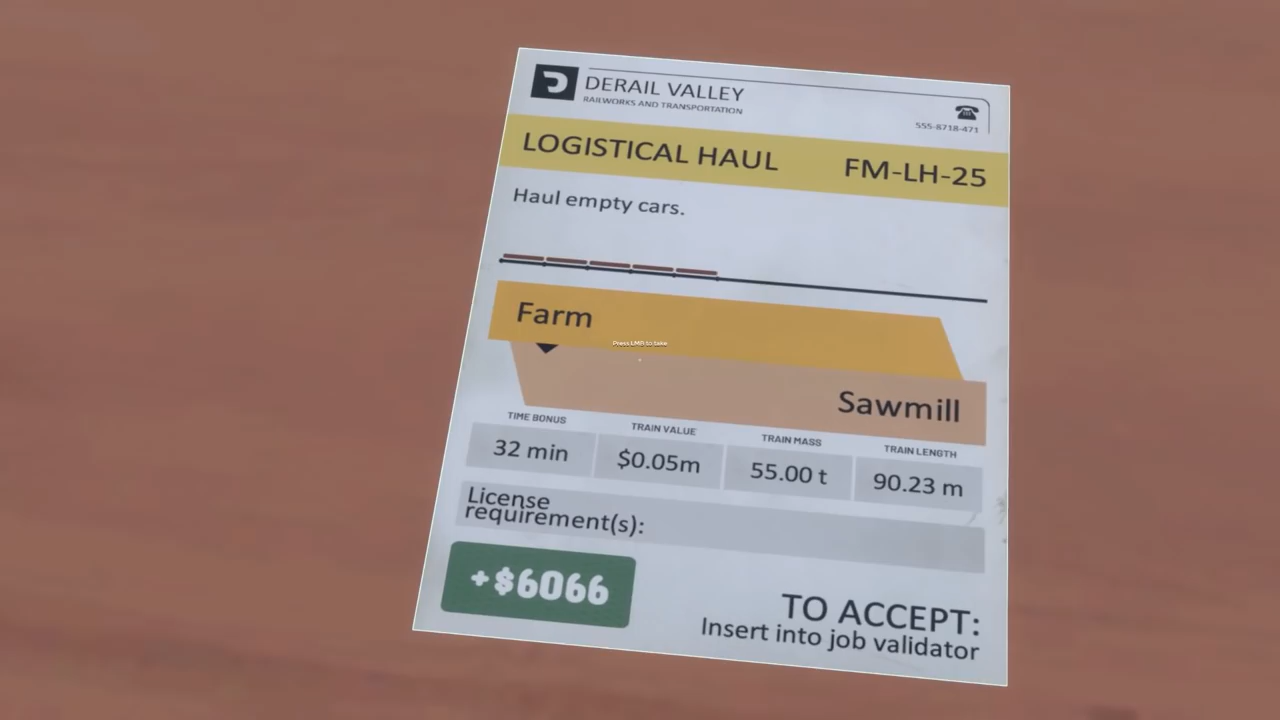 DERAIL VALLEY
RAILWORKS AND TRANSPORTATION
555-8718-471
LOGISTICAL HAUL FM-LH-25
Haul empty cars.
Farm
Press LMB to take
Sawmill
TIME BONUS TRAIN VALUE TRAIN MASS TRAIN LENGTH
32 min $0.05m 55.00 t 90.23 m
License
requirement(s):
+$6066
TO ACCEPT:
Insert into job validator